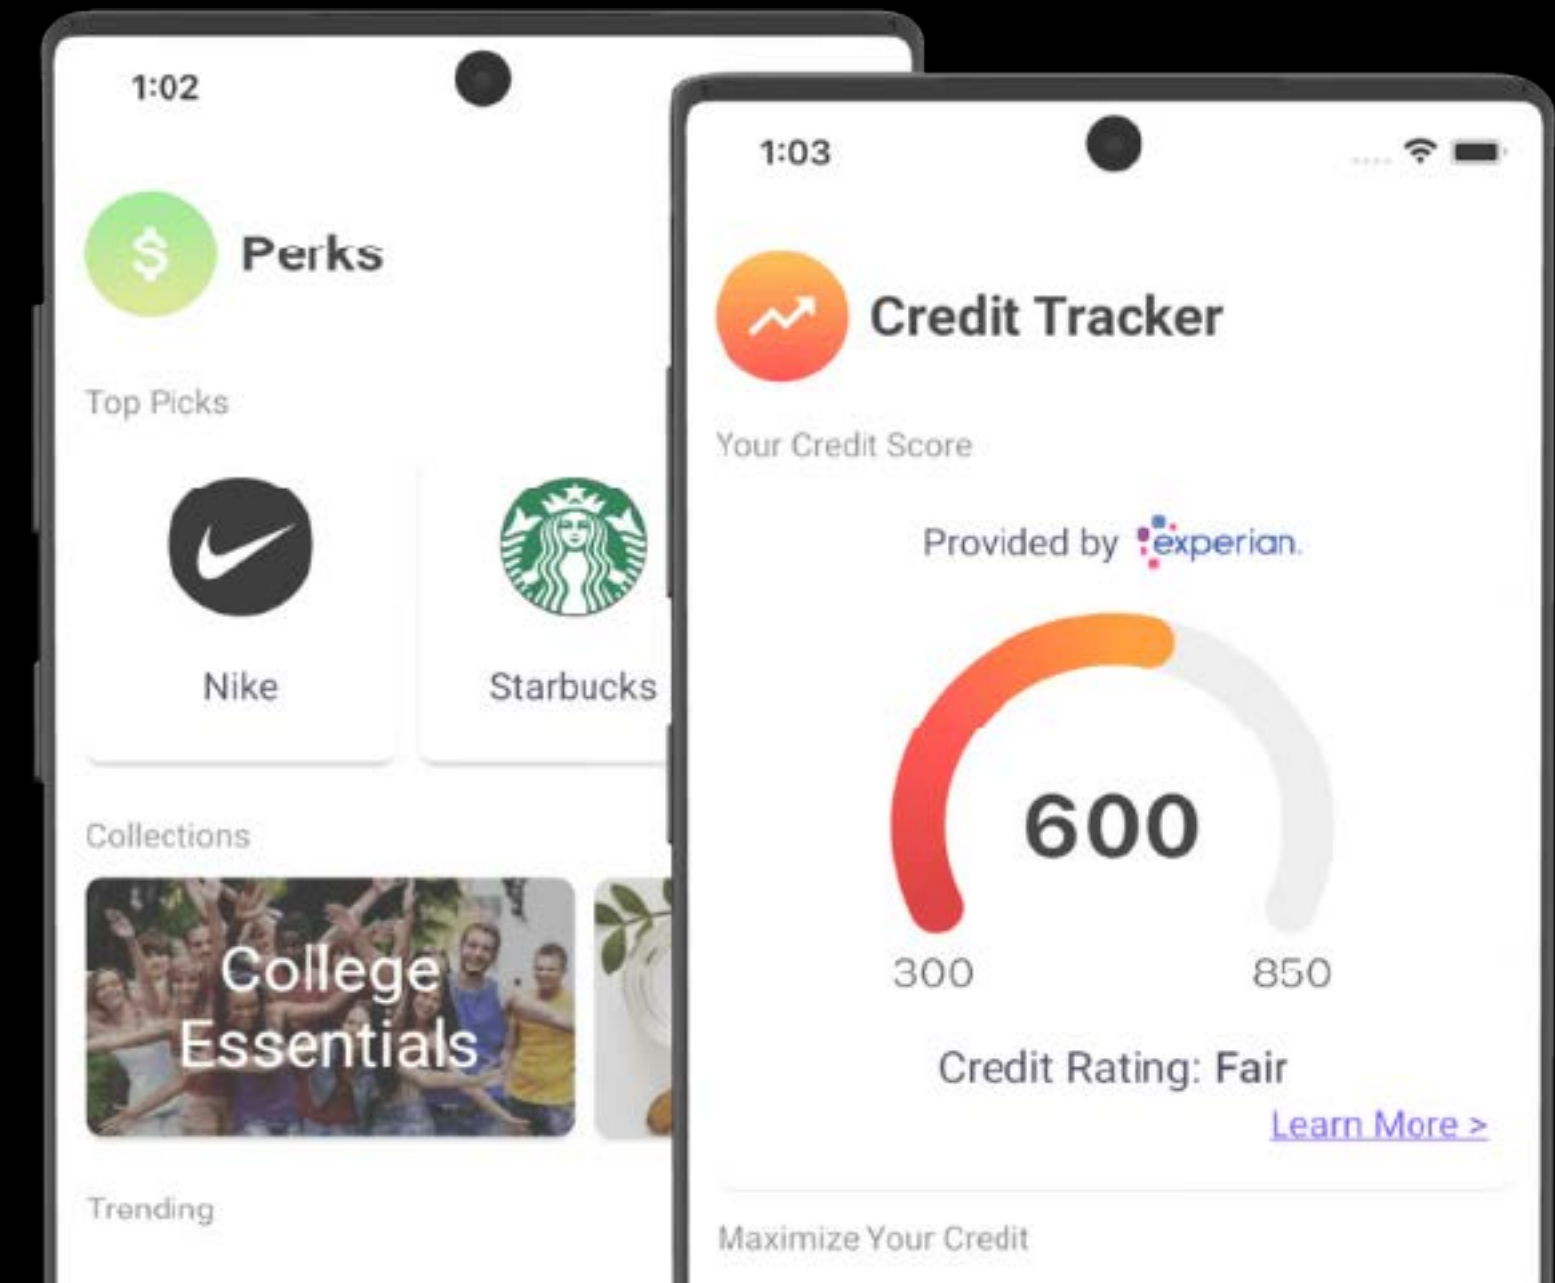 1:02
$ Perks
Top Picks
Nike
Starbucks
Collections
College
Essentials
Trending
1:03
Credit Tracker
Your Credit Score
Provided by experian.
600
300
850
Credit Rating: Fair
Learn More >
Maximize Your Credit